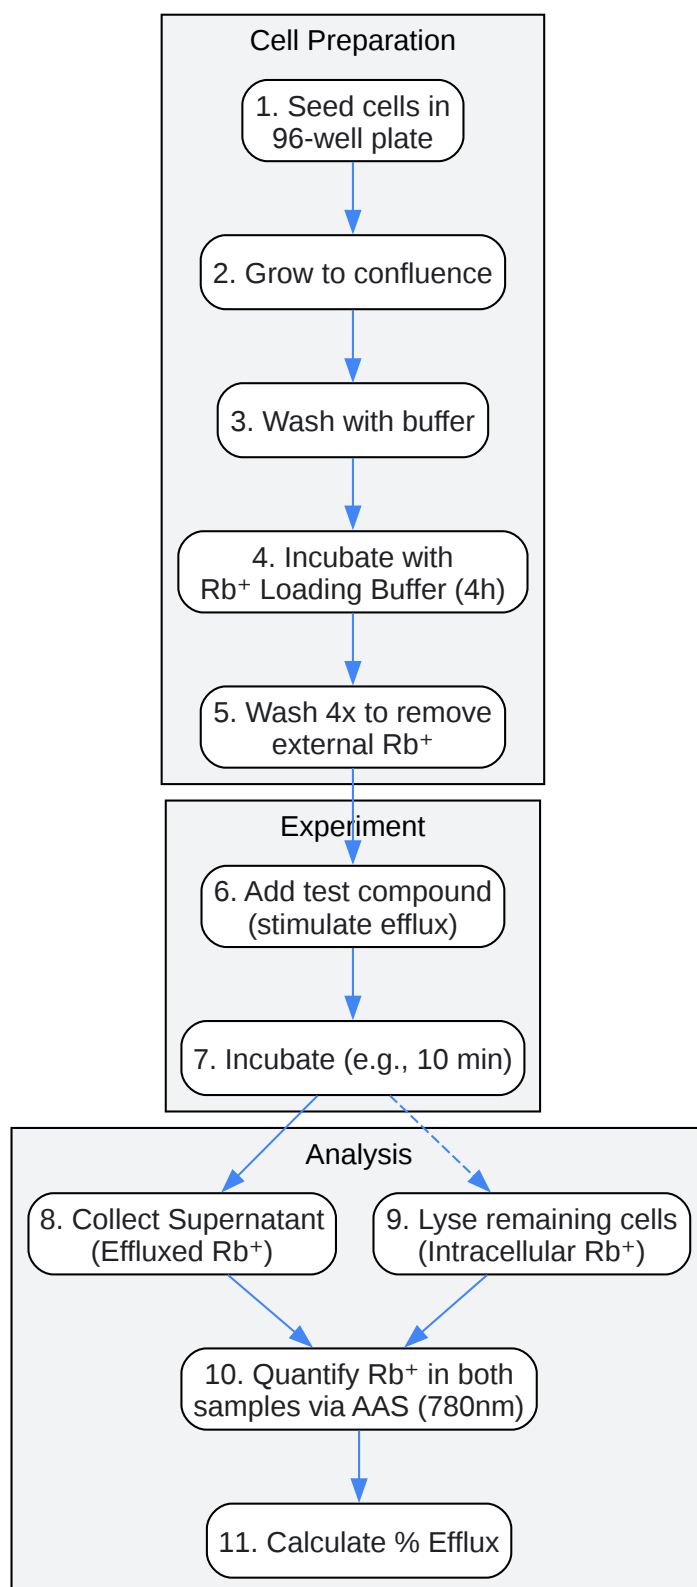 Cell Preparation
1. Seed cells in
96-well plate
2. Grow to confluence
3. Wash with buffer
4. Incubate with
Rb⁺ Loading Buffer (4h)
5. Wash 4x to remove
external Rb⁺
Experiment
6. Add test compound
(stimulate efflux)
7. Incubate (e.g., 10 min)
Analysis
8. Collect Supernatant
(Effluxed Rb⁺)
9. Lyse remaining cells
(Intracellular Rb⁺)
10. Quantify Rb⁺ in both
samples via AAS (780nm)
11. Calculate % Efflux